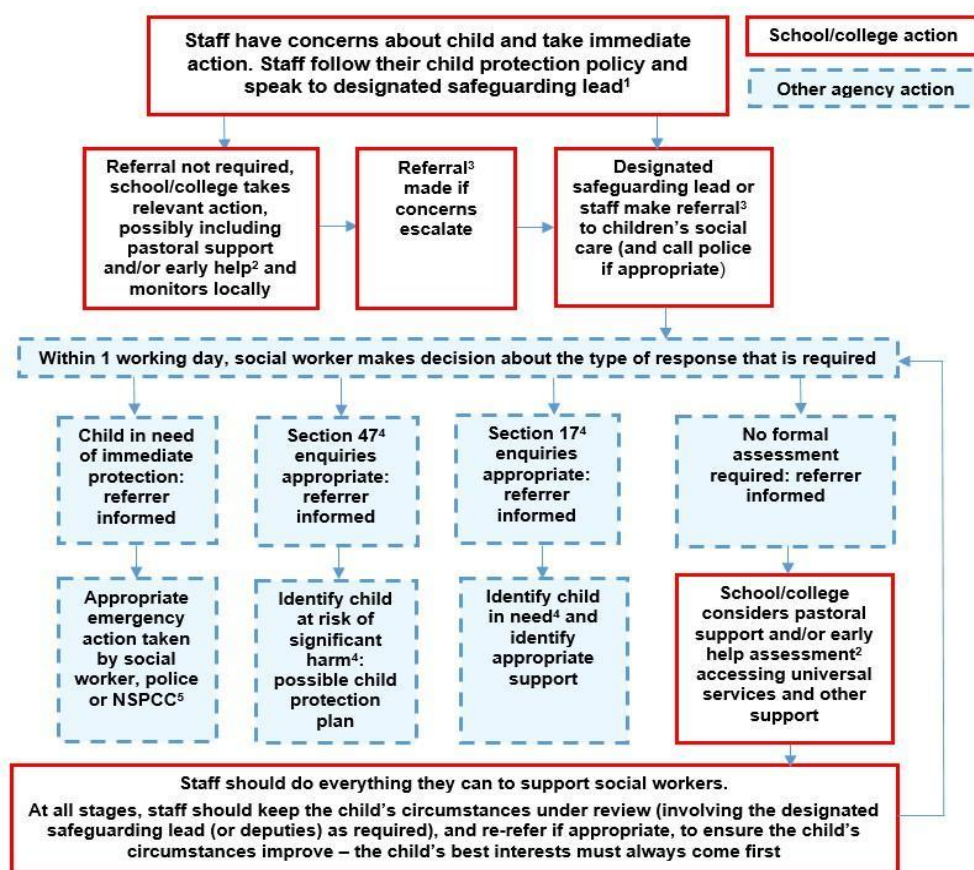 Staff have concerns about child and take immediate
action. Staff follow their child protection policy and
speak to designated safeguarding lead¹
School/college action
Other agency action
Referral not required,
school/college takes
relevant action,
possibly including
pastoral support
and/or early help² and
monitors locally
Referral³
made if
concerns
escalate
Designated
safeguarding lead or
staff make referral³
to children's social
care (and call police
if appropriate)
Within 1 working day, social worker makes decision about the type of response that is required
Child in need
of immediate
protection:
referrer
informed
Section 47⁴
enquiries
appropriate:
referrer
informed
Section 17⁴
enquiries
appropriate:
referrer
informed
No formal
assessment
required: referrer
informed
Appropriate
emergency
action taken
by social
worker, police
or NSPCC⁵
Identify child
at risk of
significant
harm⁴:
possible child
protection
plan
Identify child
in need⁴ and
identify
appropriate
support
School/college
considers pastoral
support and/or early
help assessment²
accessing universal
services and other
support
Staff should do everything they can to support social workers.
At all stages, staff should keep the child's circumstances under review (involving the designated
safeguarding lead (or deputies) as required), and re-refer if appropriate, to ensure the child's
circumstances improve – the child's best interests must always come first